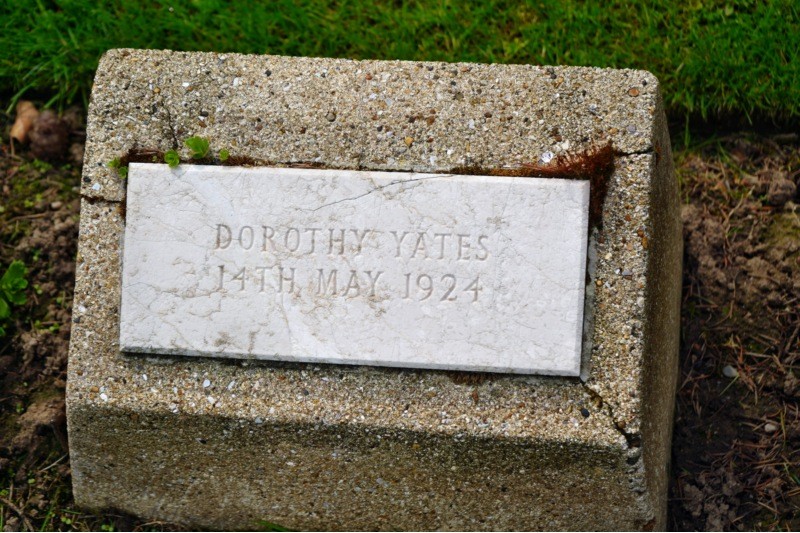 DOROTHY YATES
14TH MAY 1924